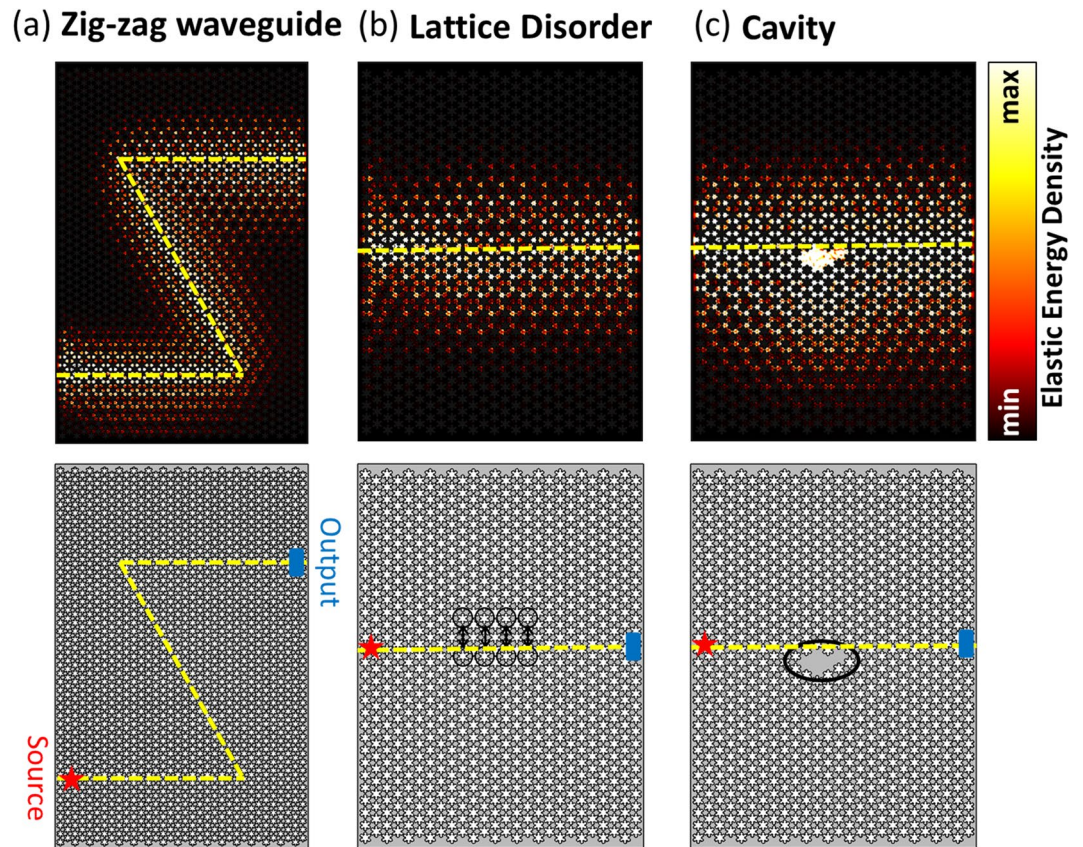 (a) Zig-zag waveguide
(b) Lattice Disorder
(c) Cavity
max
min
Elastic Energy Density
Output
Source